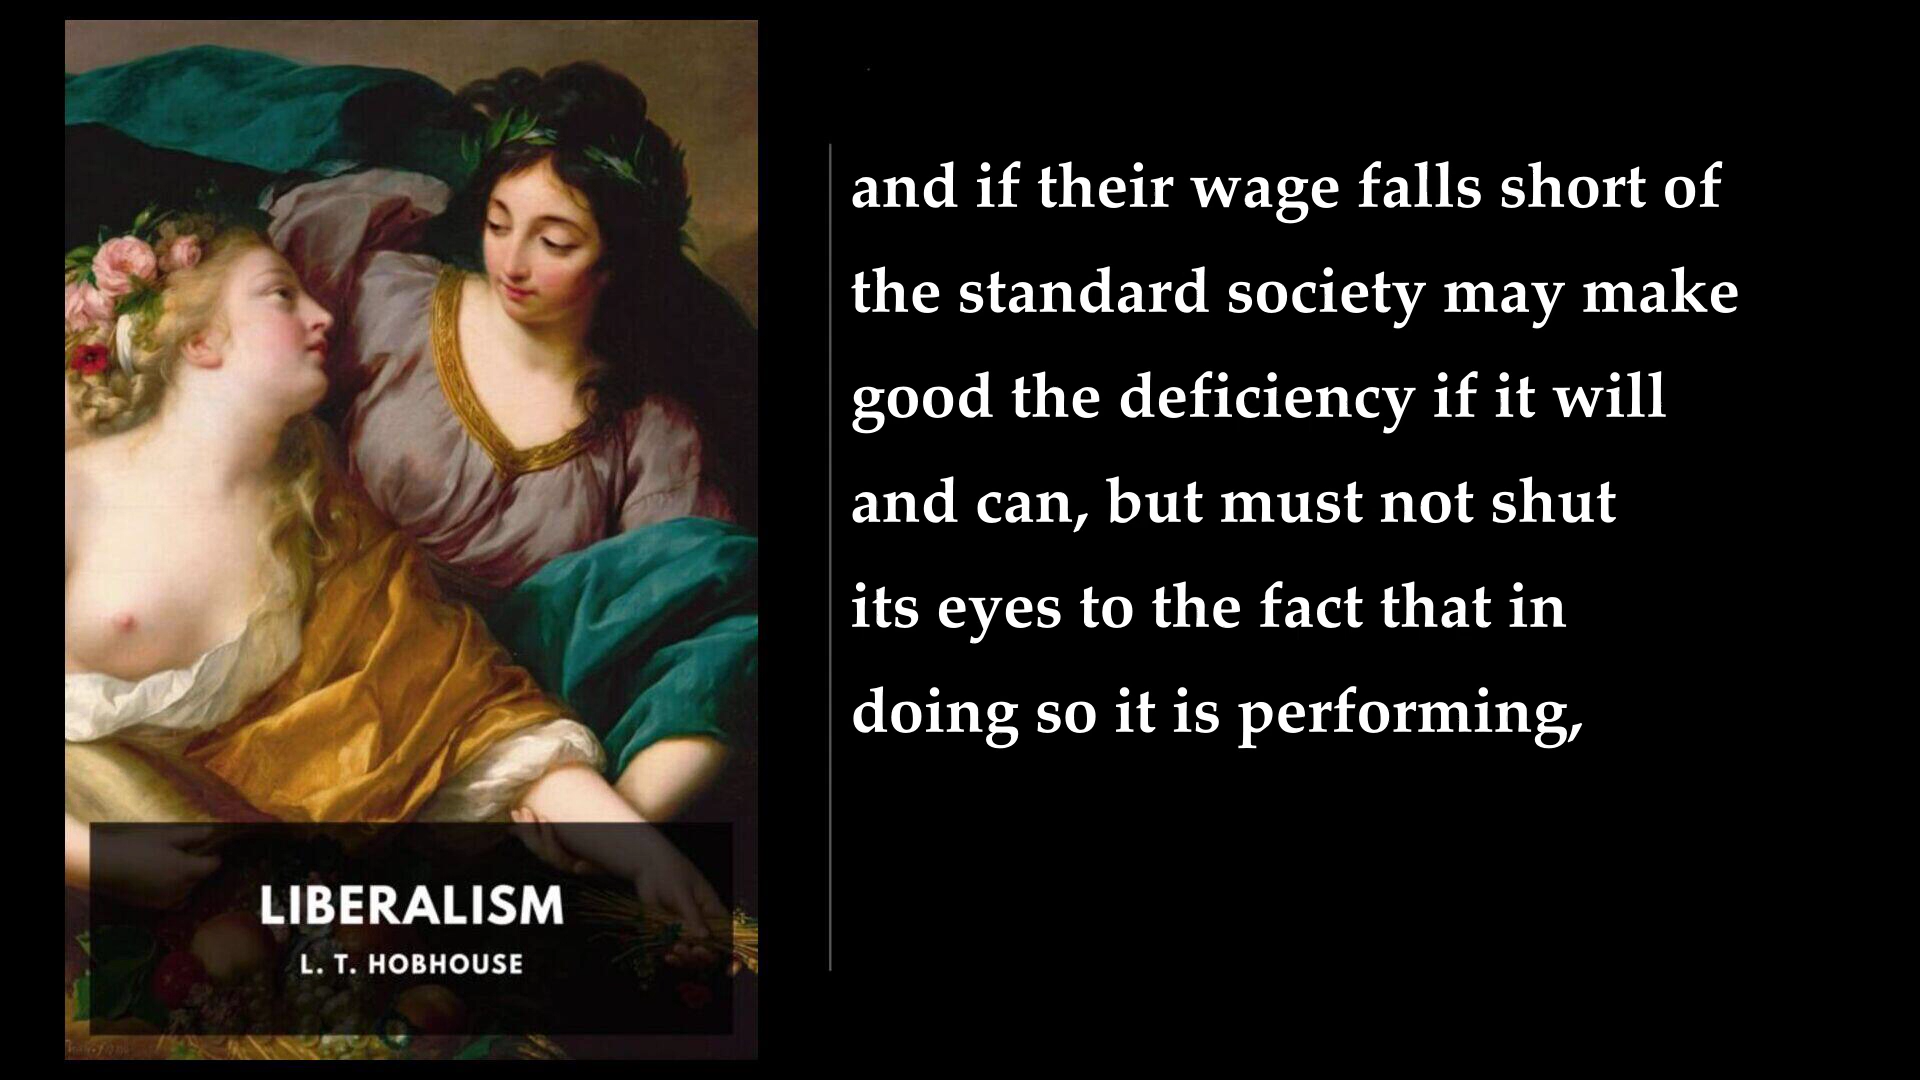 and if their wage falls short of
the standard society may make
good the deficiency if it will
and can, but must not shut
its eyes to the fact that in
doing so it is performing,
LIBERALISM
L. T. HOBHOUSE